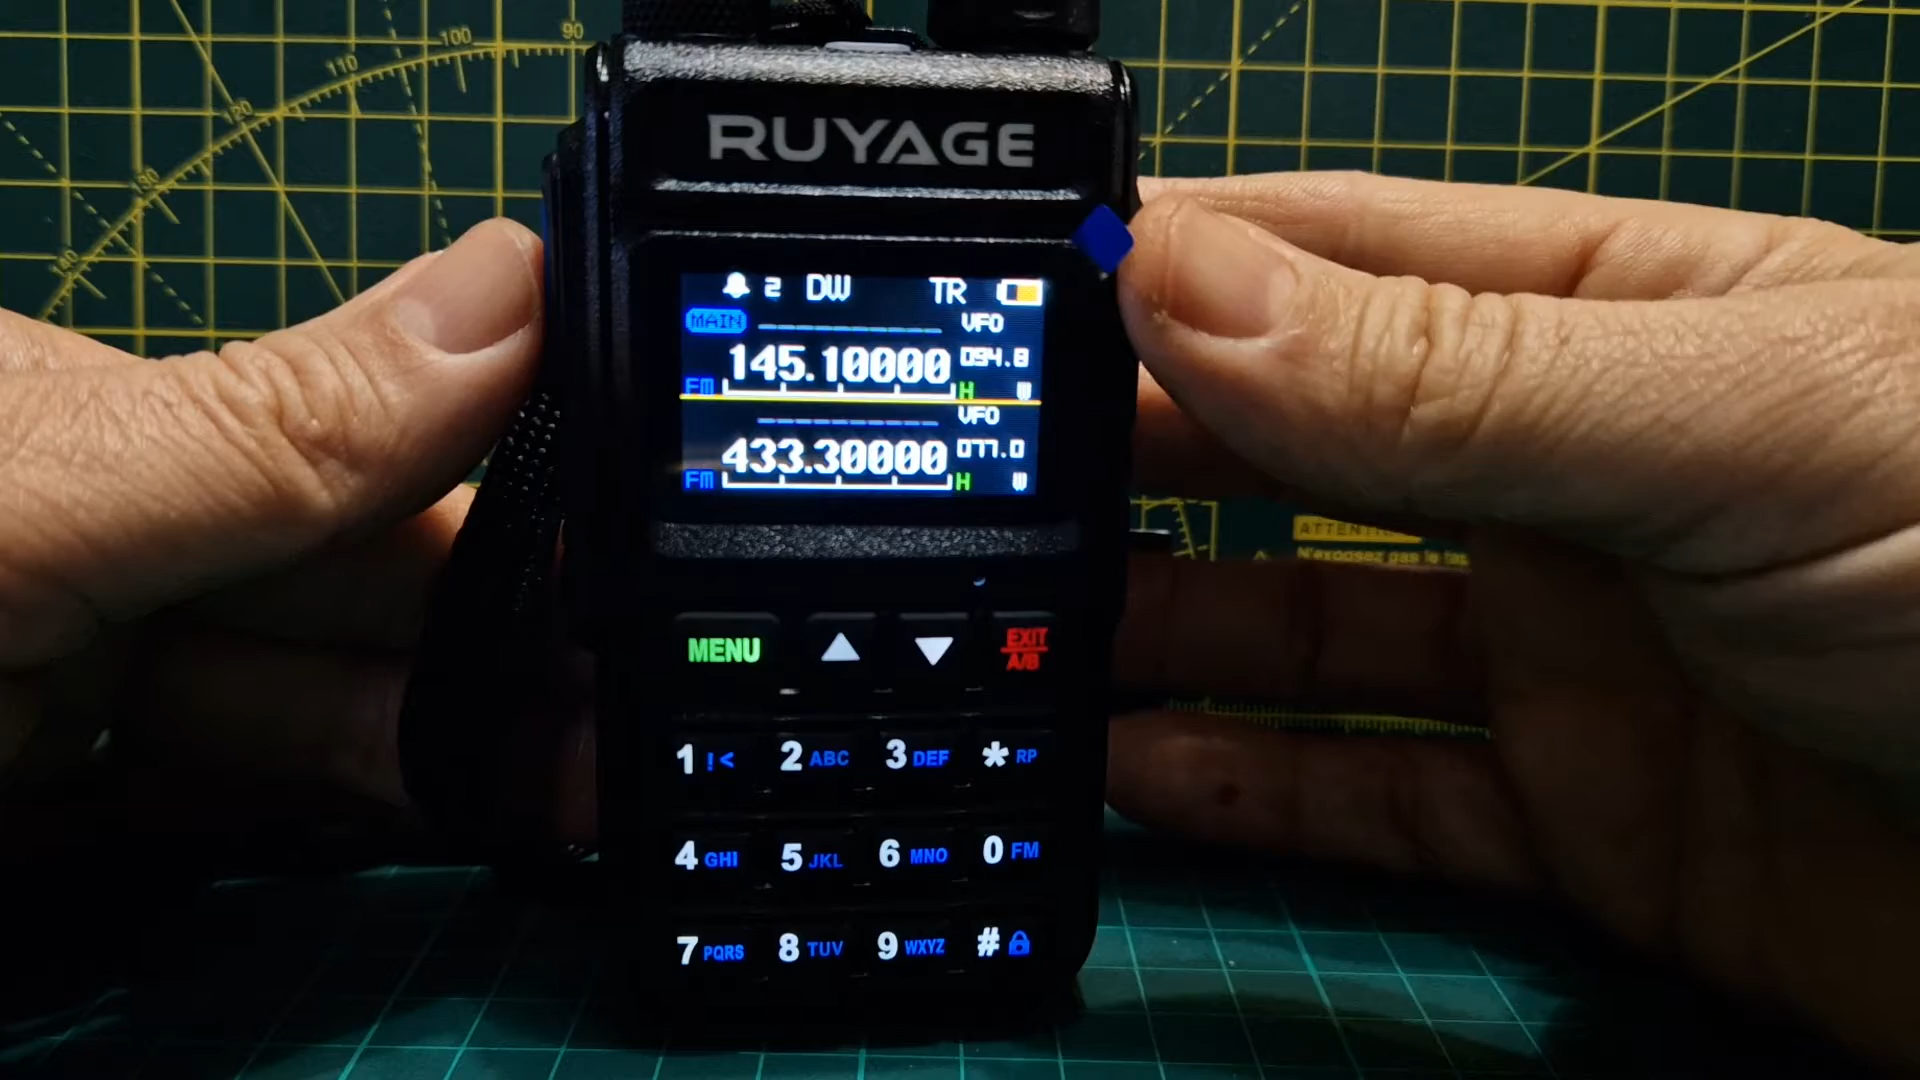 90
100
110
120
130
140
RUYAGE
2 DW TR
MAIN VFO
145.10000 094.8
FM H W
VFO
433.30000 077.0
FM H W
ATTENTION
N'exposez pas le
MENU EXIT
A/B
1 !< 2 ABC 3 DEF * RP
4 GHI 5 JKL 6 MNO 0 FM
7 PQRS 8 TUV 9 WXYZ #